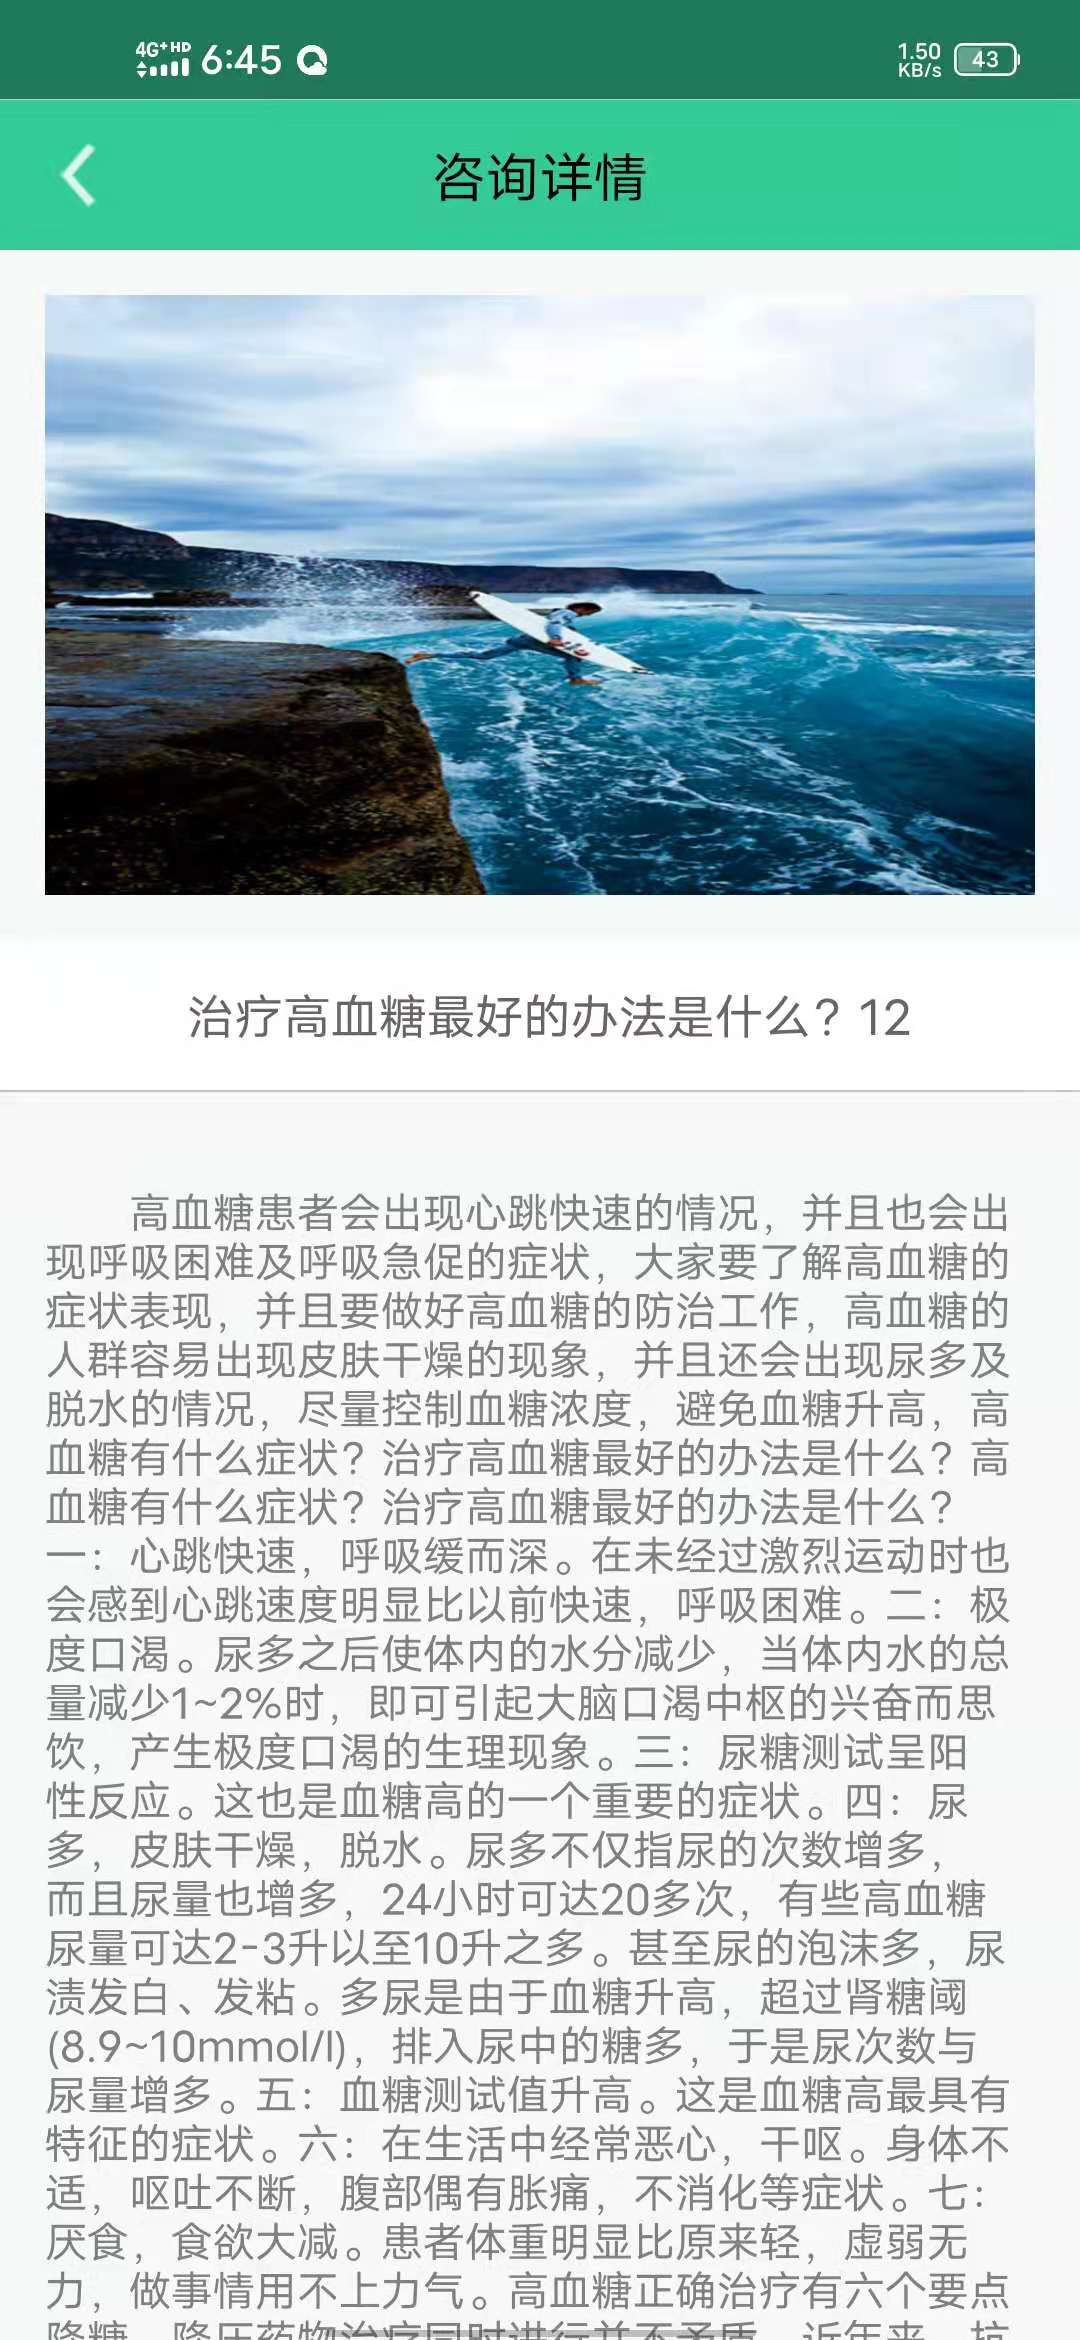 4G+ HD 6:45
1.50 KB/s 43
咨询详情
治疗高血糖最好的办法是什么？12
高血糖患者会出现心跳快速的情况，并且也会出
现呼吸困难及呼吸急促的症状，大家要了解高血糖的
症状表现，并且要做好高血糖的防治工作，高血糖的
人群容易出现皮肤干燥的现象，并且还会出现尿多及
脱水的情况，尽量控制血糖浓度，避免血糖升高，高
血糖有什么症状？治疗高血糖最好的办法是什么？高
血糖有什么症状？治疗高血糖最好的办法是什么？
一：心跳快速，呼吸缓而深。在未经过激烈运动时也
会感到心跳速度明显比以前快速，呼吸困难。二：极
度口渴。尿多之后使体内的水分减少，当体内水的总
量减少1~2%时，即可引起大脑口渴中枢的兴奋而思
饮，产生极度口渴的生理现象。三：尿糖测试呈阳
性反应。这也是血糖高的一个重要的症状。四：尿
多，皮肤干燥，脱水。尿多不仅指尿的次数增多，
而且尿量也增多，24小时可达20多次，有些高血糖
尿量可达2-3升以至10升之多。甚至尿的泡沫多，尿
渍发白、发粘。多尿是由于血糖升高，超过肾糖阈
(8.9~10mmol/l)，排入尿中的糖多，于是尿次数与
尿量增多。五：血糖测试值升高。这是血糖高最具有
特征的症状。六：在生活中经常恶心，干呕。身体不
适，呕吐不断，腹部偶有胀痛，不消化等症状。七：
厌食，食欲大减。患者体重明显比原来轻，虚弱无
力，做事情用不上力气。高血糖正确治疗有六个要点
降糖、降压药物治疗同时进行并不矛盾。近年来，抗